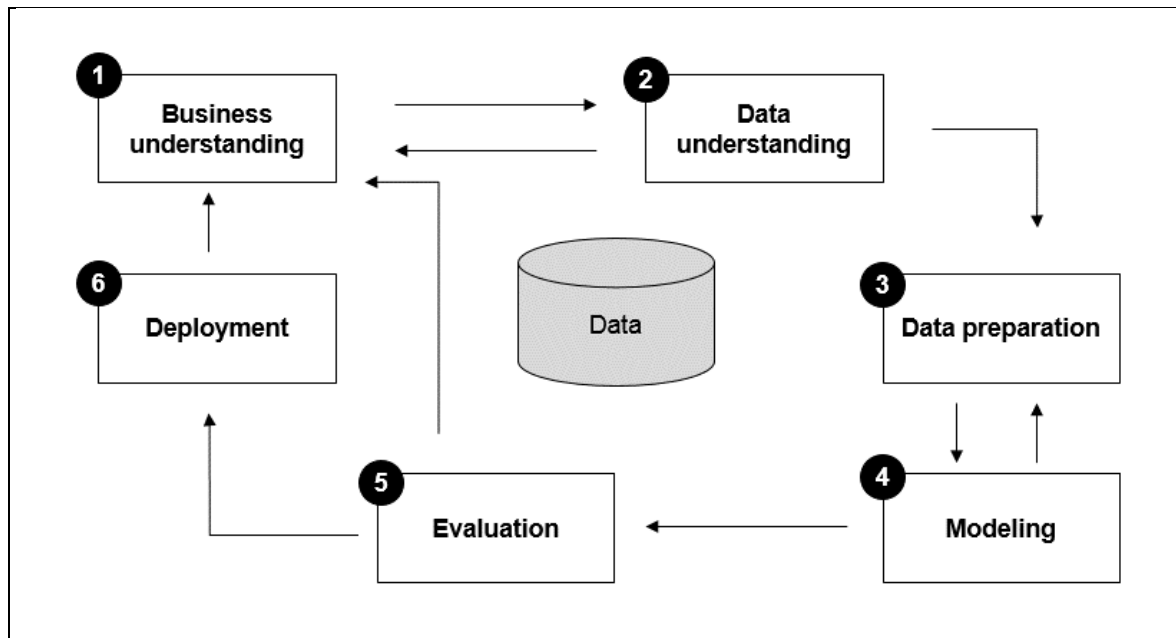 1
Business
understanding
2
Data
understanding
6
Deployment
Data
3
Data preparation
5
Evaluation
4
Modeling